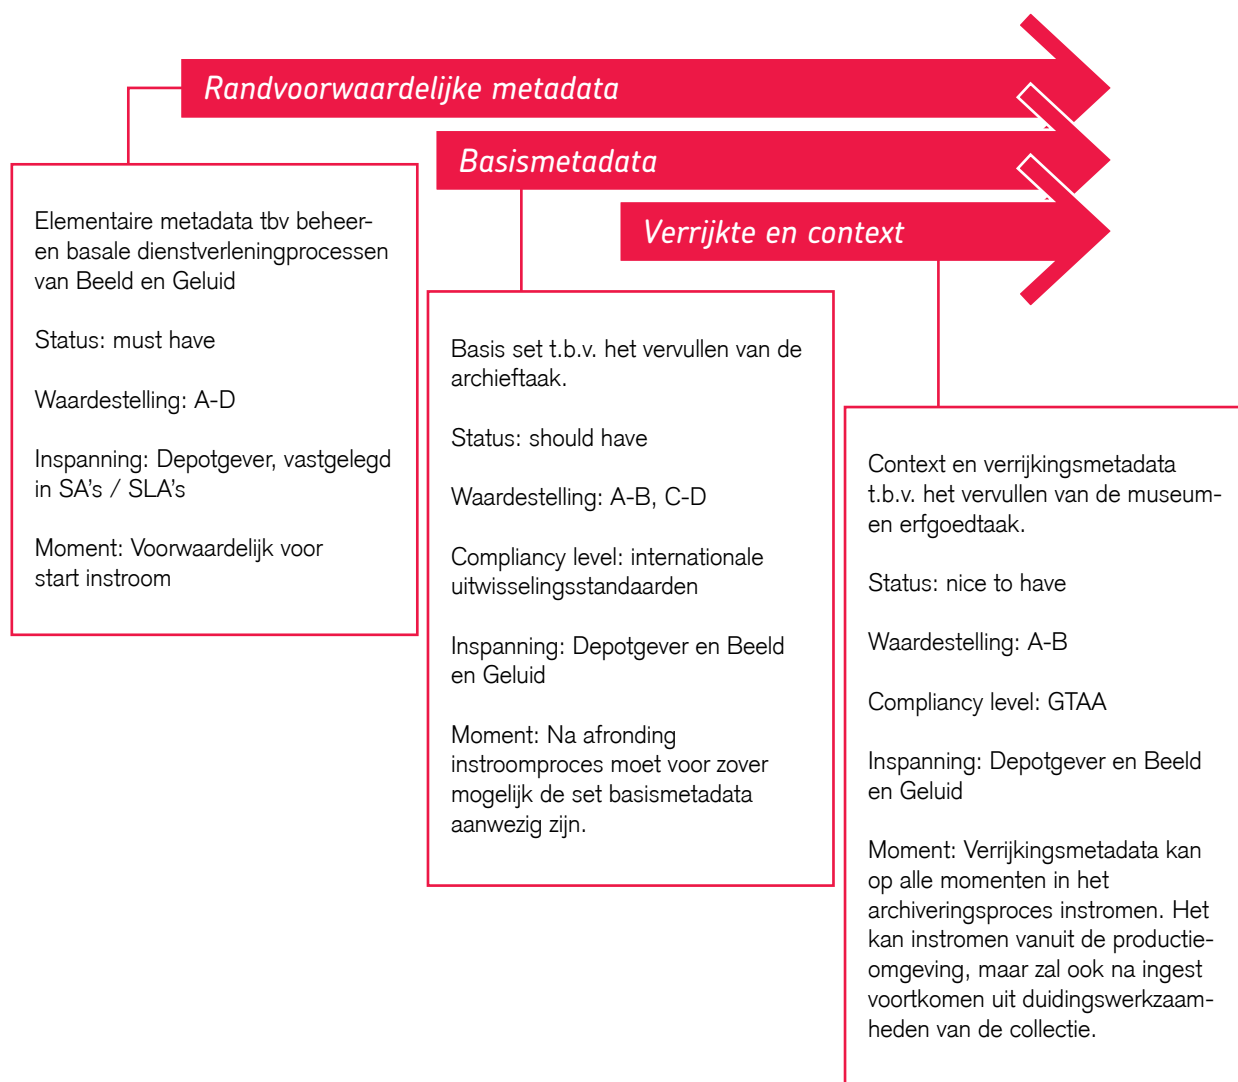 Randvoorwaardelijke metadata
Basismetadata
Verrijkte en context
Elementaire metadata tbv beheer-
en basale dienstverleningprocessen
van Beeld en Geluid
Status: must have
Waardestelling: A-D
Inspanning: Depotgever, vastgelegd
in SA’s / SLA’s
Moment: Voorwaardelijk voor
start instroom
Basis set t.b.v. het vervullen van de
archieftaak.
Status: should have
Waardestelling: A-B, C-D
Compliancy level: internationale
uitwisselingsstandaarden
Inspanning: Depotgever en Beeld
en Geluid
Moment: Na afronding
instroomproces moet voor zover
mogelijk de set basismetadata
aanwezig zijn.
Context en verrijkingsmetadata
t.b.v. het vervullen van de museum-
en erfgoedtaak.
Status: nice to have
Waardestelling: A-B
Compliancy level: GTAA
Inspanning: Depotgever en Beeld
en Geluid
Moment: Verrijkingsmetadata kan
op alle momenten in het
archiveringsproces instromen. Het
kan instromen vanuit de productie-
omgeving, maar zal ook na ingest
voortkomen uit duidingswerkzaam-
heden van de collectie.